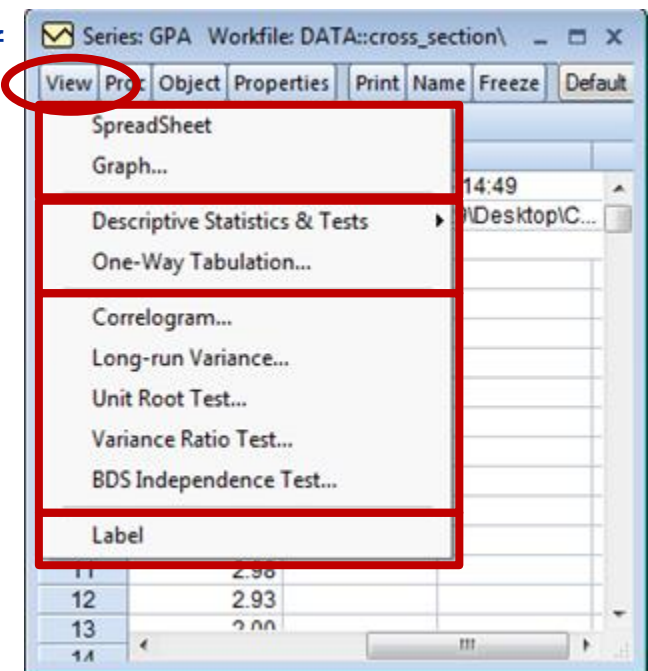 Series: GPA Workfile: DATA::cross_section\
View Proc Object Properties Print Name Freeze Default
SpreadSheet
Graph...
14:49
Descriptive Statistics & Tests
\Desktop\C...
One-Way Tabulation...
Correlogram...
Long-run Variance...
Unit Root Test...
Variance Ratio Test...
BDS Independence Test...
Label
11 2.98
12 2.93
13
14